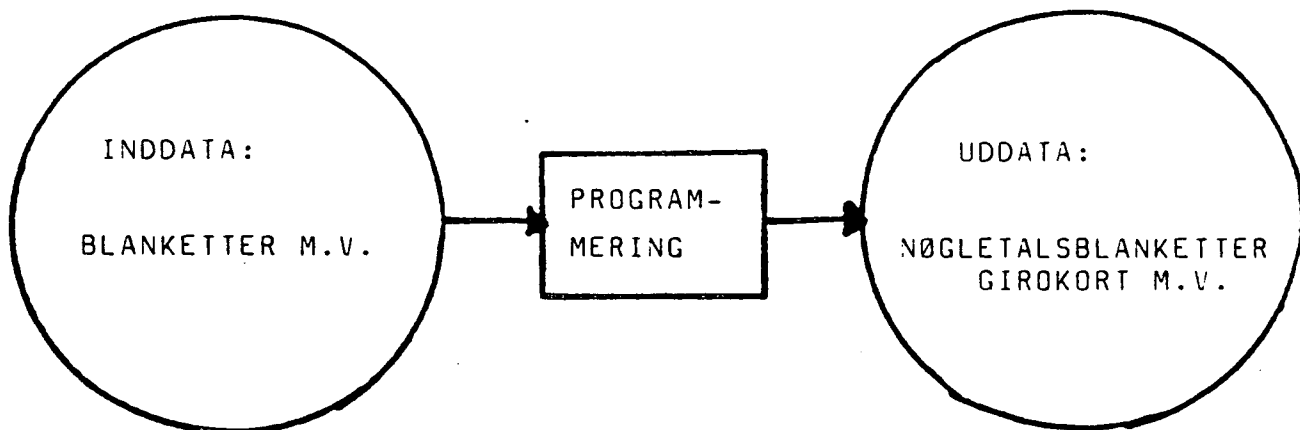 INDDATA:
BLANKETTER M.V.
PROGRAM-
MERING
UDDATA:
NØGLETALSBLANKETTER
GIROKORT M.V.